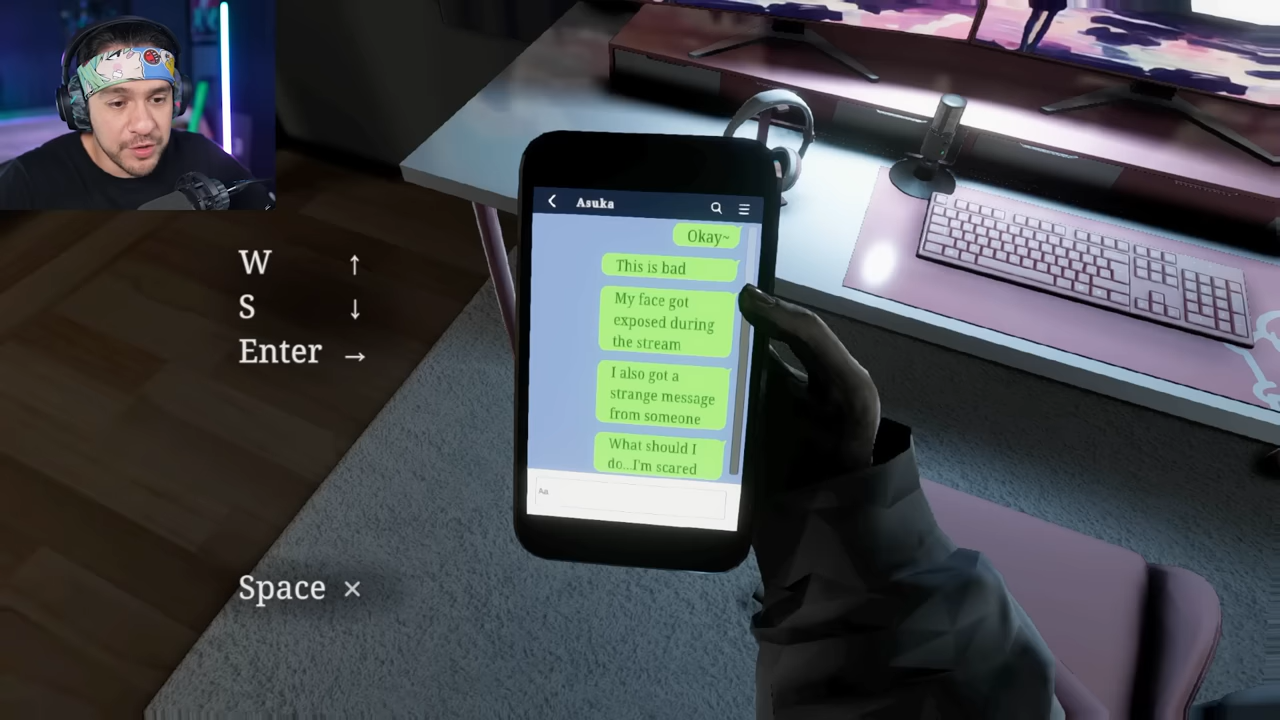 W ↑
S ↓
Enter →
Space ×
Asuka
Okay~
This is bad
My face got
exposed during
the stream
I also got a
strange message
from someone
What should I
do...I'm scared
Aa